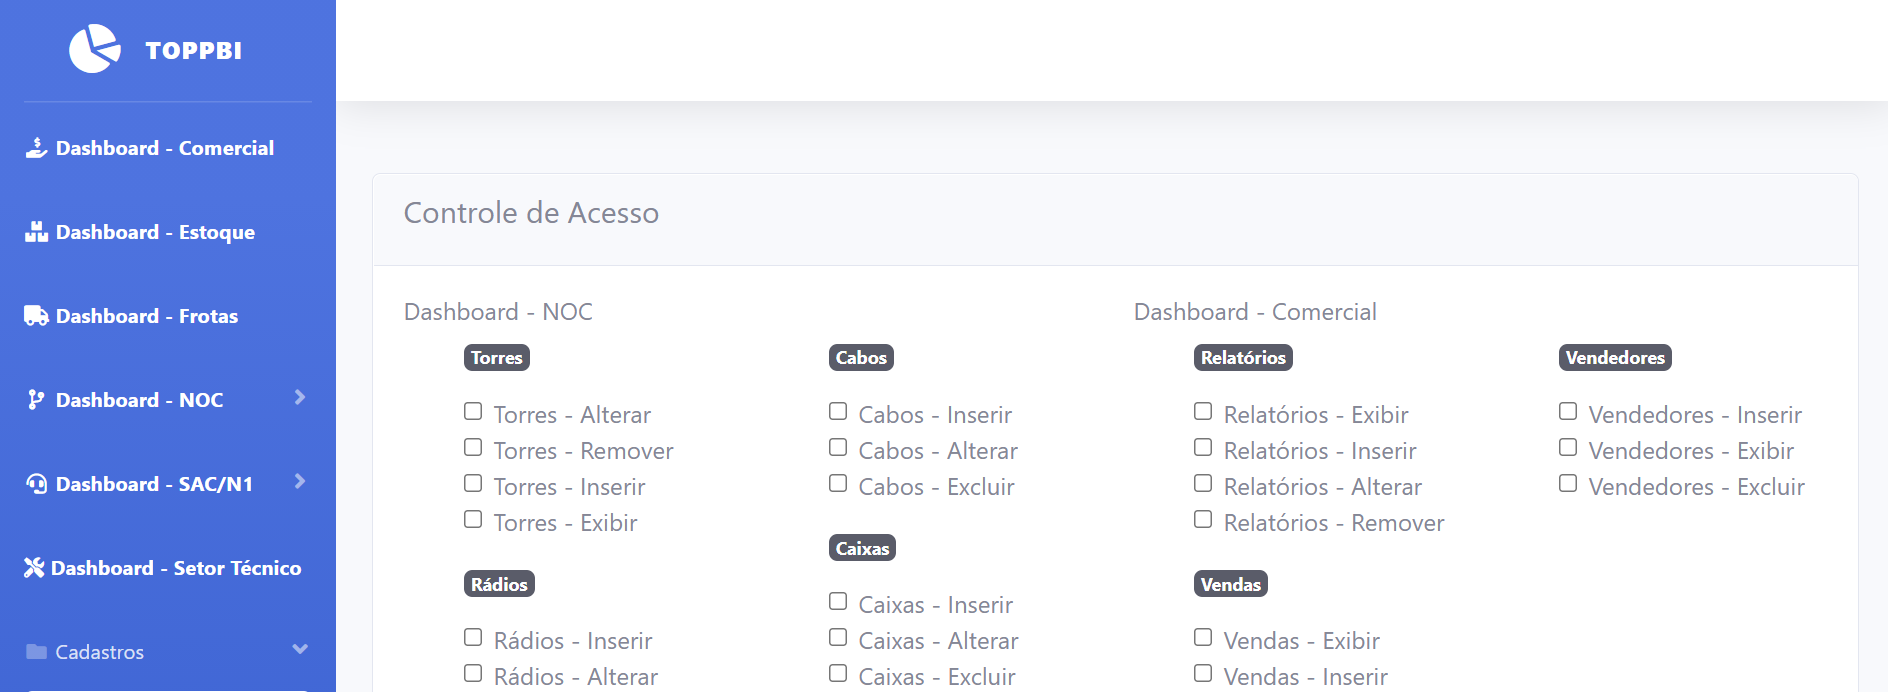 TOPPBI
Dashboard - Comercial
Dashboard - Estoque
Dashboard - Frotas
Dashboard - NOC
Dashboard - SAC/N1
Dashboard - Setor Técnico
Cadastros
Controle de Acesso
Dashboard - NOC
Torres
Torres - Alterar
Torres - Remover
Torres - Inserir
Torres - Exibir
Rádios
Rádios - Inserir
Rádios - Alterar
Cabos
Cabos - Inserir
Cabos - Alterar
Cabos - Excluir
Caixas
Caixas - Inserir
Caixas - Alterar
Caixas - Excluir
Dashboard - Comercial
Relatórios
Relatórios - Exibir
Relatórios - Inserir
Relatórios - Alterar
Relatórios - Remover
Vendas
Vendas - Exibir
Vendas - Inserir
Vendedores
Vendedores - Inserir
Vendedores - Exibir
Vendedores - Excluir